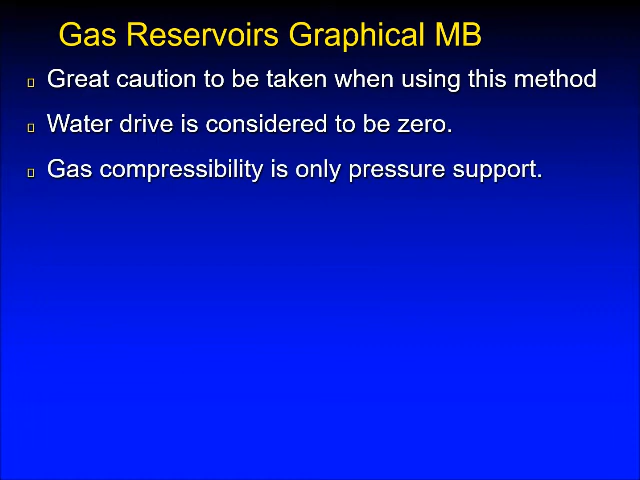 Gas Reservoirs Graphical MB
Great caution to be taken when using this method
Water drive is considered to be zero.
Gas compressibility is only pressure support.